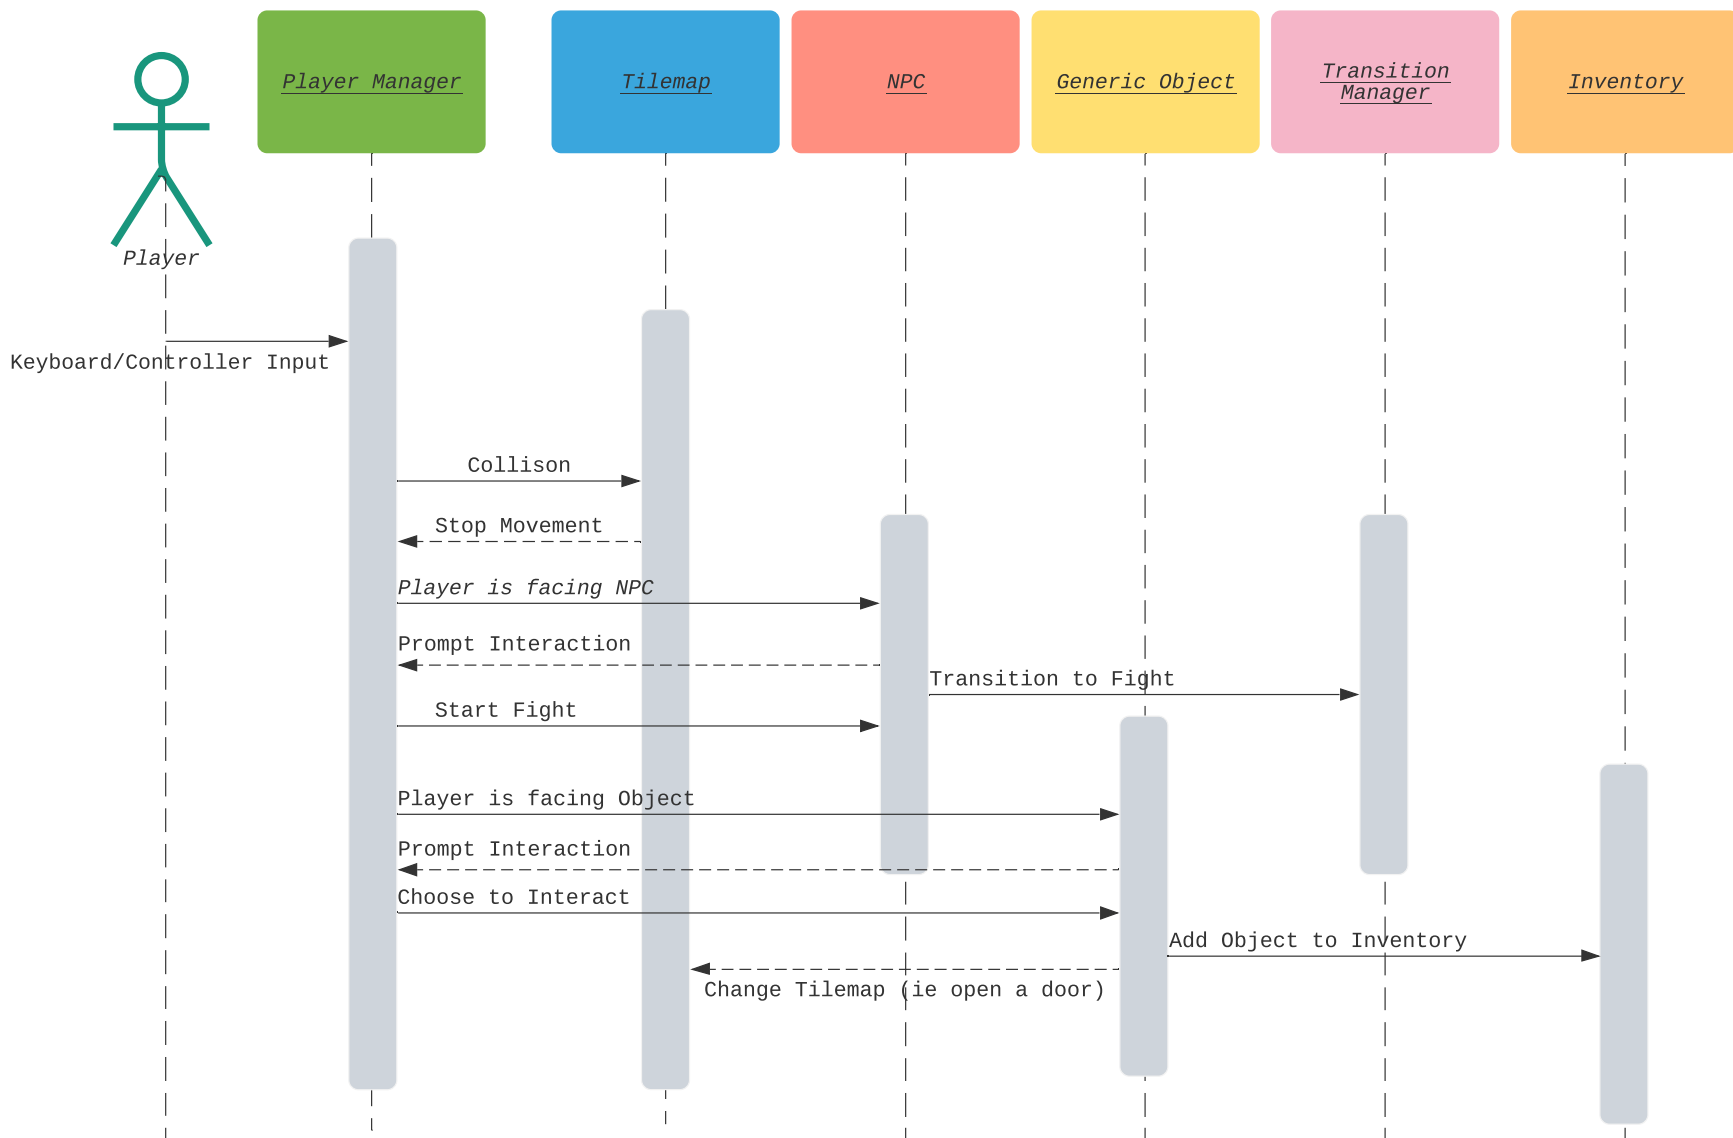 Player Manager
Tilemap
NPC
Generic Object
Transition
Manager
Inventory
Player
Keyboard/Controller Input
Collison
Stop Movement
Player is facing NPC
Prompt Interaction
Transition to Fight
Start Fight
Player is facing Object
Prompt Interaction
Choose to Interact
Add Object to Inventory
Change Tilemap (ie open a door)